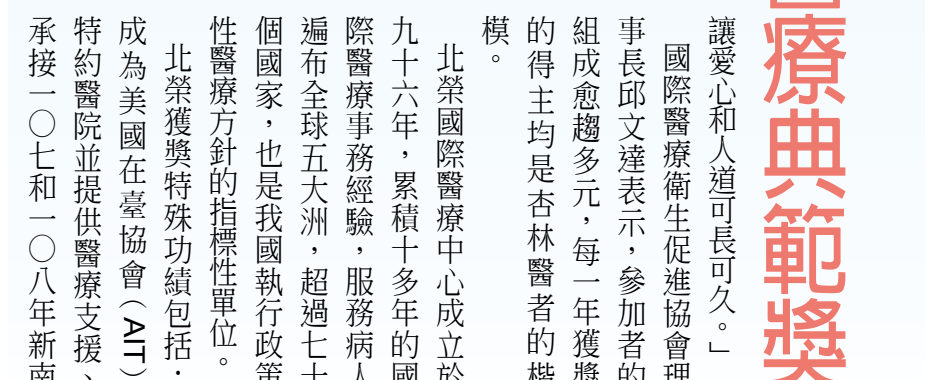 療典範獎
讓愛心和人道可長可久。」
國際醫療衛生促進協會理
事長邱文達表示，參加者的
組成愈趨多元，每一年獲獎
的得主均是杏林醫者的楷
模。
北榮國際醫療中心成立於
九十六年，累積十多年的國
際醫療事務經驗，服務病人
遍布全球五大洲，超過七十
個國家，也是我國執行政策
性醫療方針的指標性單位。
北榮獲獎特殊功績包括：
成為美國在臺協會（AIT）
特約醫院並提供醫療支援、
承接一〇七和一〇八年新南